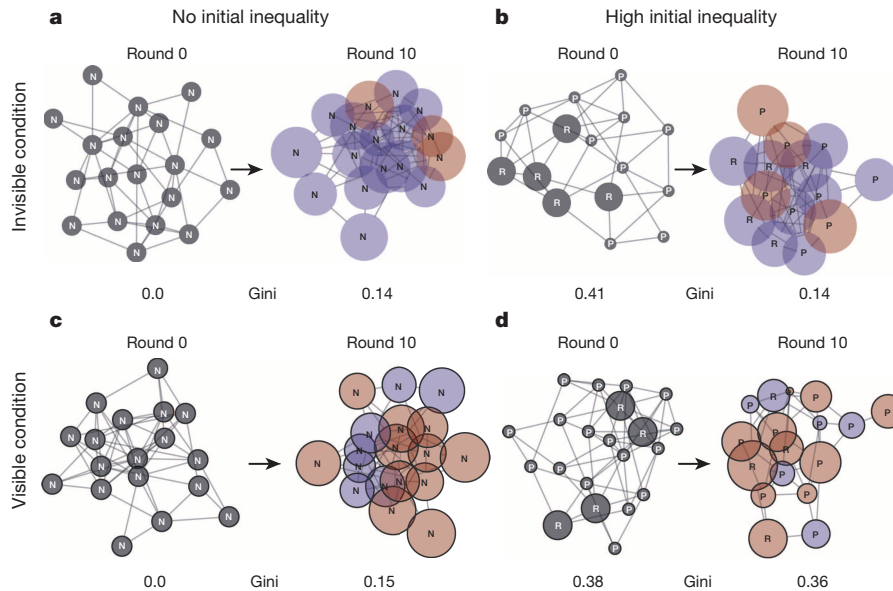 No initial inequality
High initial inequality
a
Round 0
Round 10
b
Round 0
Round 10
Invisible condition
N N N N N N N N N N N N N N N N N N N
N N N N N N N N N N N N N N N N N
P P P R P P P R R P R R P P
P P P R R R P P P P R P R P
0.0
Gini
0.14
0.41
Gini
0.14
c
Round 0
Round 10
d
Round 0
Round 10
Visible condition
N N N N N N N N N N N N N N N N
N N N N N N N N N N N N N N N N N
P P P P R P P R P P P P P P P P R R P P
P R P P P P P R R P P P P R P
0.0
Gini
0.15
0.38
Gini
0.36